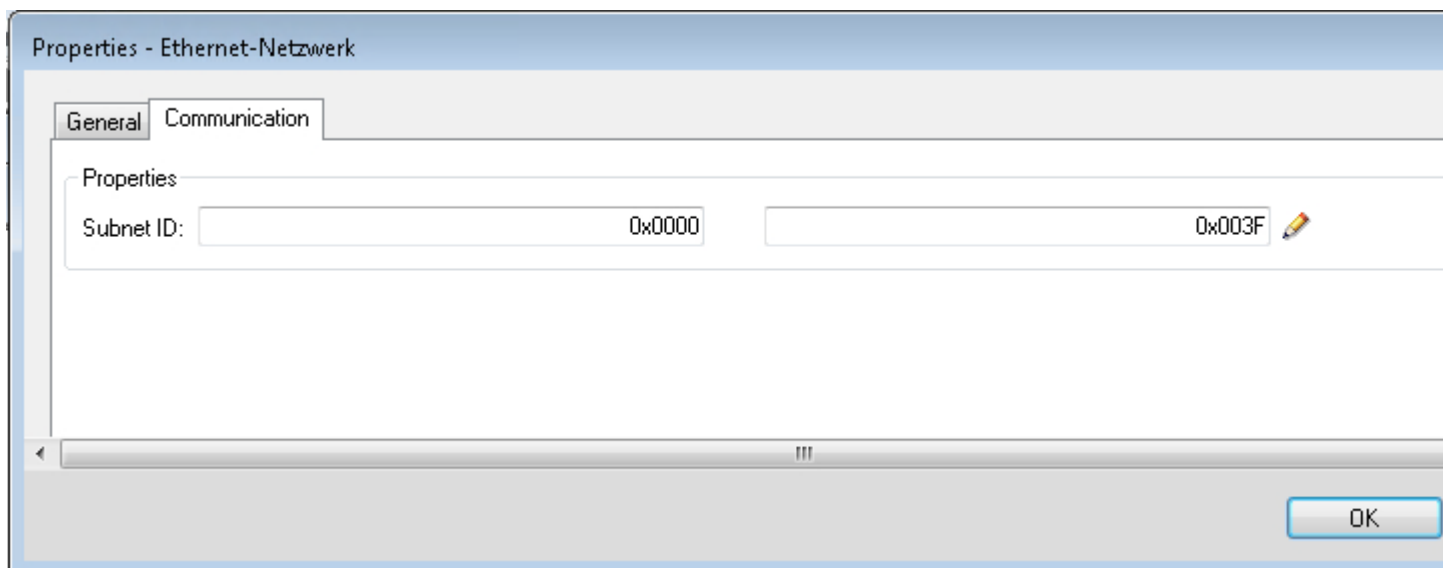 Properties - Ethernet-Netzwerk
General Communication
Properties
Subnet ID: 0x0000 0x003F
OK